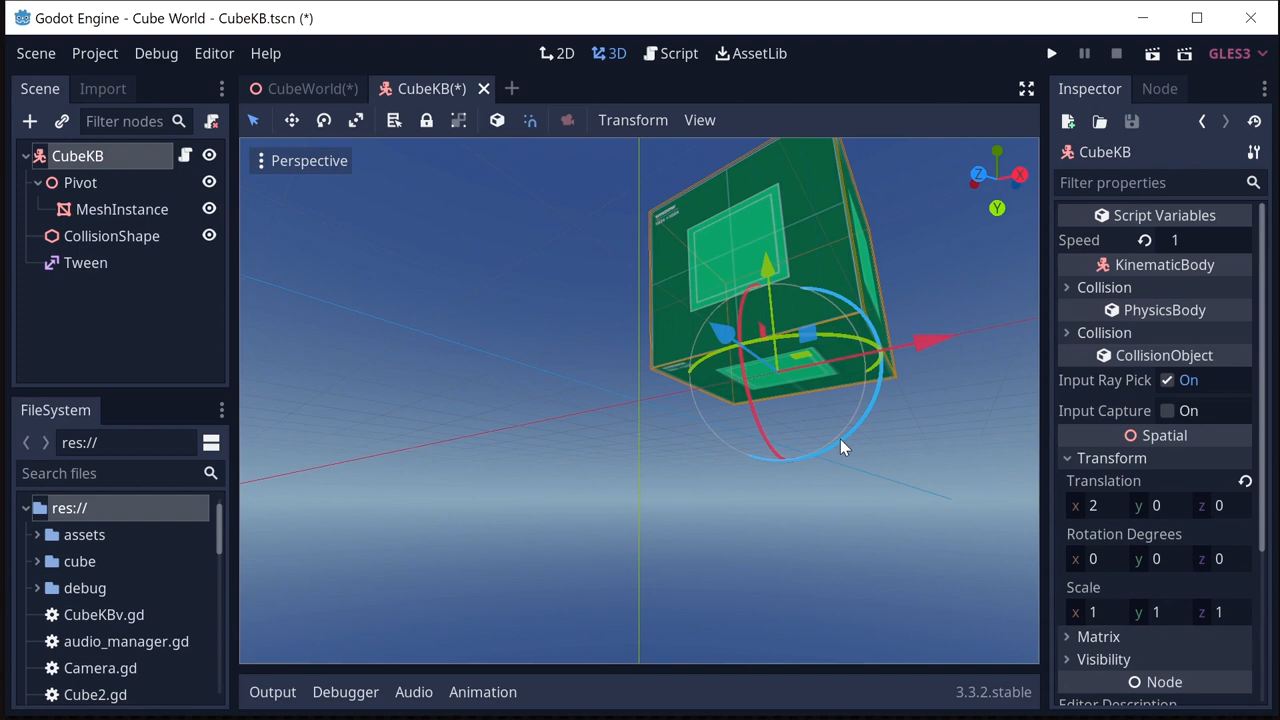 Godot Engine - Cube World - CubeKB.tscn (*)
Scene Project Debug Editor Help
2D 3D Script AssetLib
GLES3
Scene Import
CubeWorld(*) CubeKB(*)
Inspector Node
Filter nodes
Transform View
CubeKB
Pivot
MeshInstance
CollisionShape
Tween
FileSystem
res://
Search files
res://
assets
cube
debug
CubeKBv.gd
audio_manager.gd
Camera.gd
Cube2.gd
Perspective
Z X
Y
Output Debugger Audio Animation 3.3.2.stable
CubeKB
Filter properties
Script Variables
Speed 1
KinematicBody
Collision
PhysicsBody
Collision
CollisionObject
Input Ray Pick On
Input Capture On
Spatial
Transform
Translation
x 2 y 0 z 0
Rotation Degrees
x 0 y 0 z 0
Scale
x 1 y 1 z 1
Matrix
Visibility
Node
Editor Description